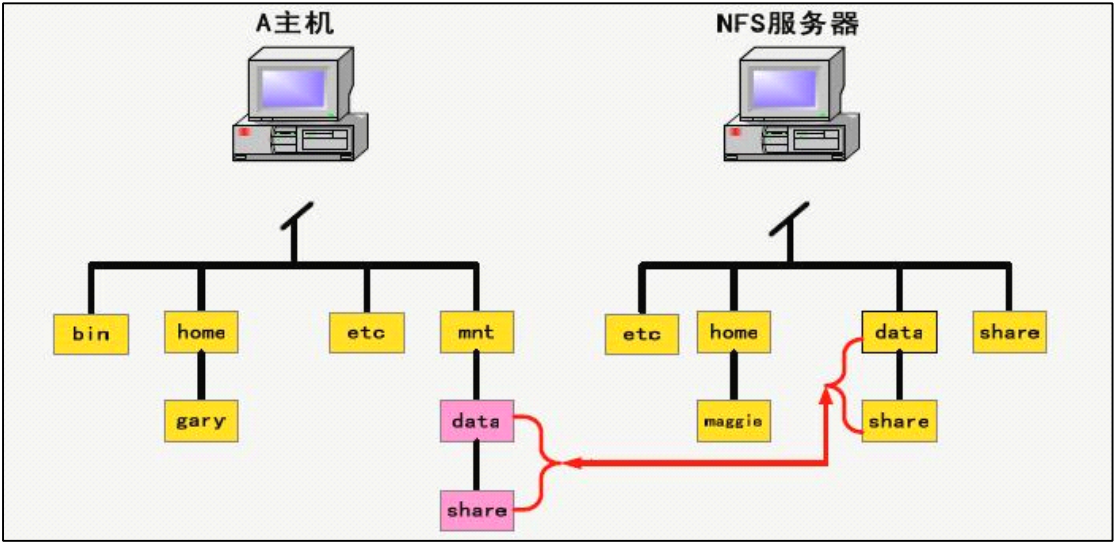 A主机
NFS服务器
bin
home
etc
mnt
etc
home
data
share
gary
data
maggie
share
share